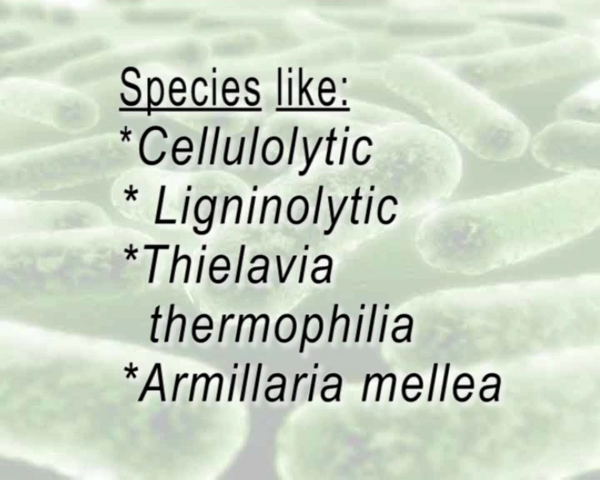 Species like:
*Cellulolytic
* Ligninolytic
*Thielavia
thermophilia
*Armillaria mellea